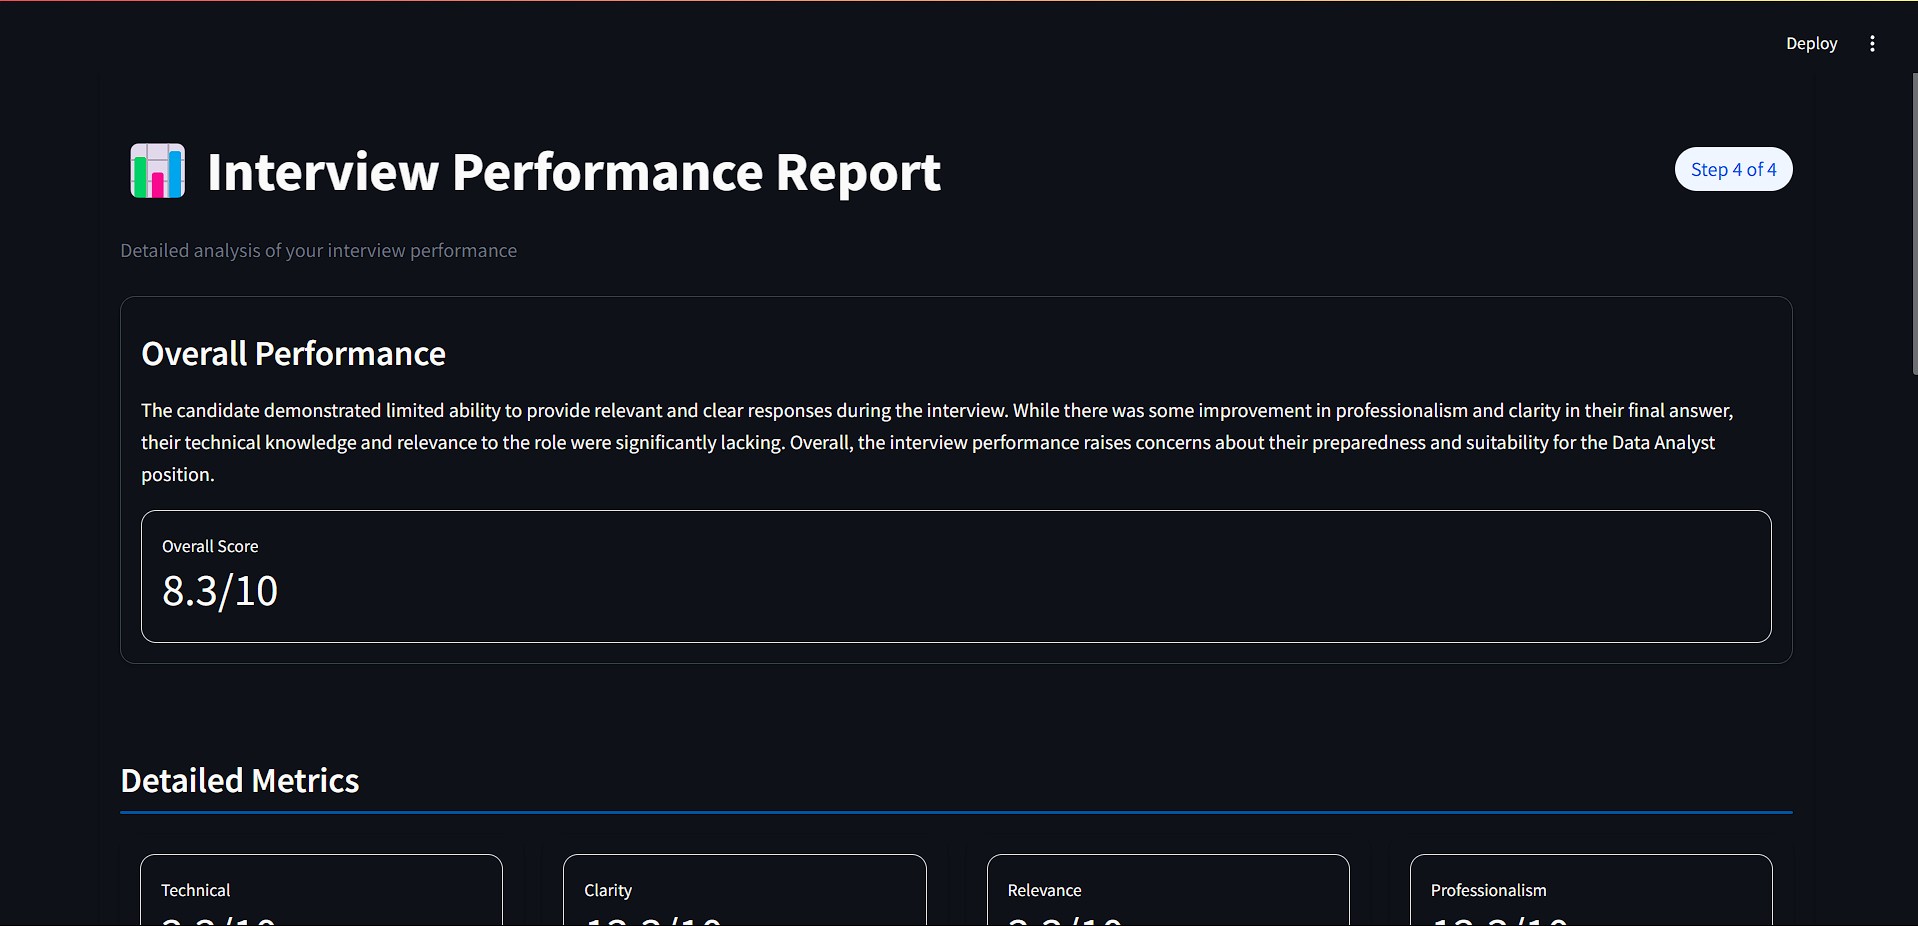 Deploy
Interview Performance Report
Step 4 of 4
Detailed analysis of your interview performance
Overall Performance
The candidate demonstrated limited ability to provide relevant and clear responses during the interview. While there was some improvement in professionalism and clarity in their final answer,
their technical knowledge and relevance to the role were significantly lacking. Overall, the interview performance raises concerns about their preparedness and suitability for the Data Analyst
position.
Overall Score
8.3/10
Detailed Metrics
Technical
Clarity
Relevance
Professionalism